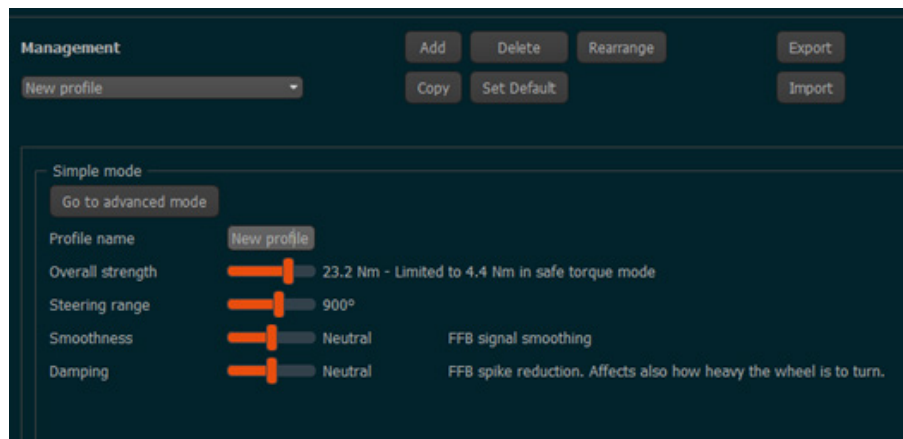 Management Add Delete Rearrange Export
New profile Copy Set Default Import
Simple mode
Go to advanced mode
Profile name New profile
Overall strength 23.2 Nm - Limited to 4.4 Nm in safe torque mode
Steering range 900°
Smoothness Neutral FFB signal smoothing
Damping Neutral FFB spike reduction. Affects also how heavy the wheel is to turn.